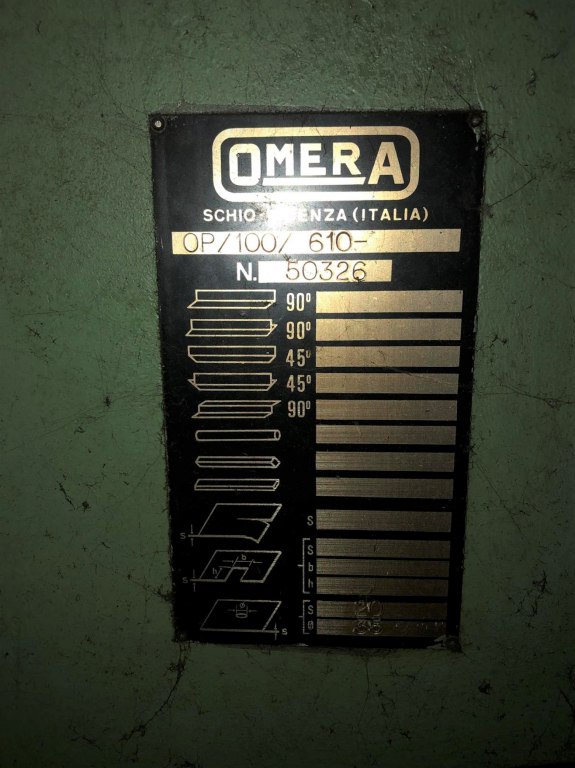 OMERA
SCHIO (ITALIA)
OP/100/ 610-
N. 50326
90°
90°
45°
45°
90°
S
S
S
b
h
S
b
h
Ø
S
Ø
S